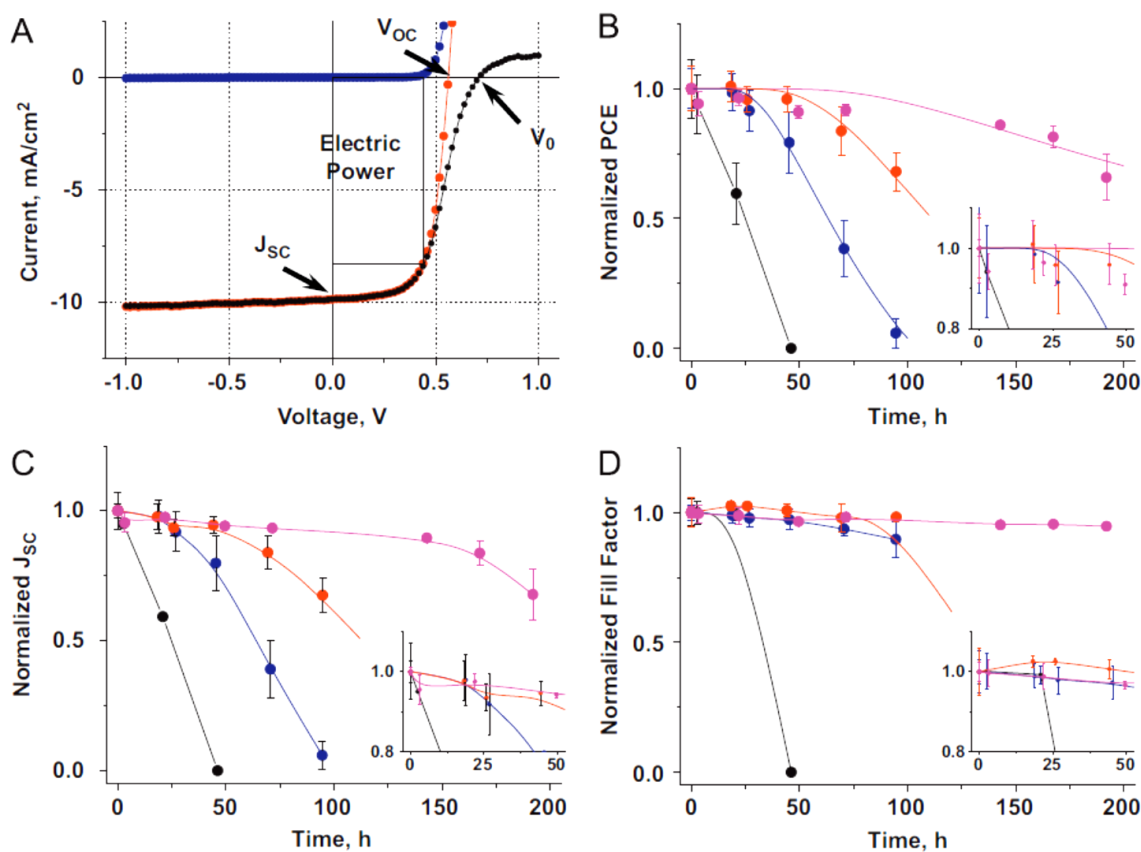 A
Current, mA/cm²
0
-5
-10
-1.0 -0.5 0.0 0.5 1.0
Voltage, V
V_OC
V_0
Electric
Power
J_SC
B
Normalized PCE
1.0
0.5
0.0
0 50 100 150 200
Time, h
1.0
0.8
0 25 50
C
Normalized J_SC
1.0
0.5
0.0
0 50 100 150 200
Time, h
1.0
0.8
0 25 50
D
Normalized Fill Factor
1.0
0.5
0.0
0 50 100 150 200
Time, h
1.0
0.8
0 25 50